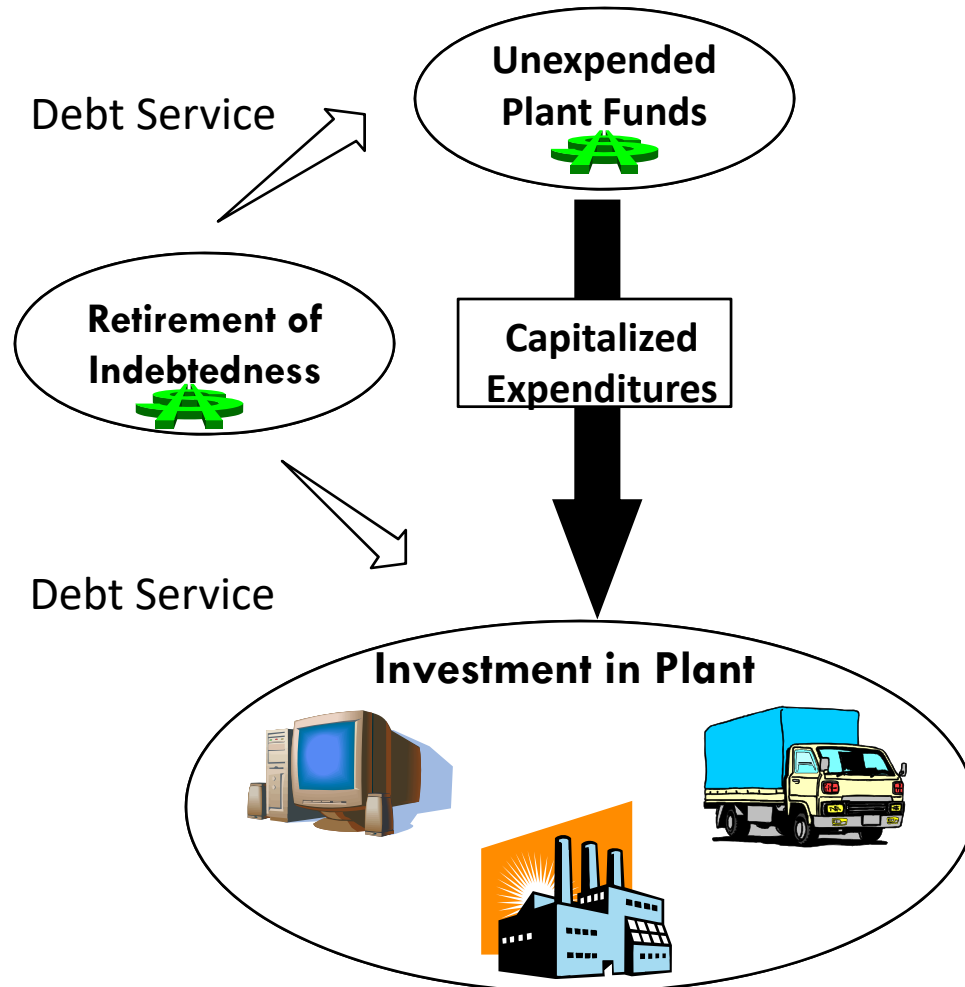 Unexpended
Plant Funds
Debt Service
Retirement of
Indebtedness
Capitalized
Expenditures
Debt Service
Investment in Plant